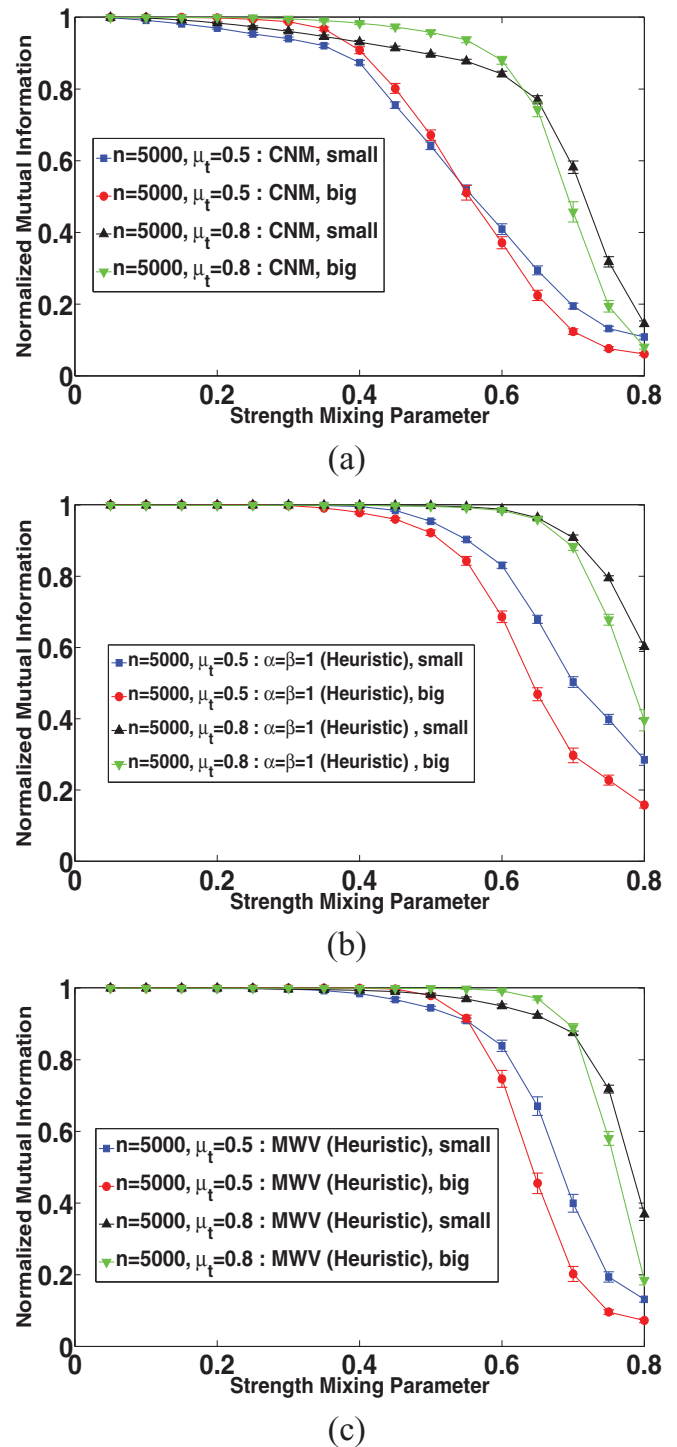 1
0.8
0.6
0.4
0.2
0
Normalized Mutual Information
n=5000, μt=0.5 : CNM, small
n=5000, μt=0.5 : CNM, big
n=5000, μt=0.8 : CNM, small
n=5000, μt=0.8 : CNM, big
0 0.2 0.4 0.6 0.8
Strength Mixing Parameter
(a)
1
0.8
0.6
0.4
0.2
0
Normalized Mutual Information
n=5000, μt=0.5 : α=β=1 (Heuristic), small
n=5000, μt=0.5 : α=β=1 (Heuristic), big
n=5000, μt=0.8 : α=β=1 (Heuristic) , small
n=5000, μt=0.8 : α=β=1 (Heuristic) , big
0 0.2 0.4 0.6 0.8
Strength Mixing Parameter
(b)
1
0.8
0.6
0.4
0.2
0
Normalized Mutual Information
n=5000, μt=0.5 : MWV (Heuristic), small
n=5000, μt=0.5 : MWV (Heuristic), big
n=5000, μt=0.8 : MWV (Heuristic), small
n=5000, μt=0.8 : MWV (Heuristic), big
0 0.2 0.4 0.6 0.8
Strength Mixing Parameter
(c)